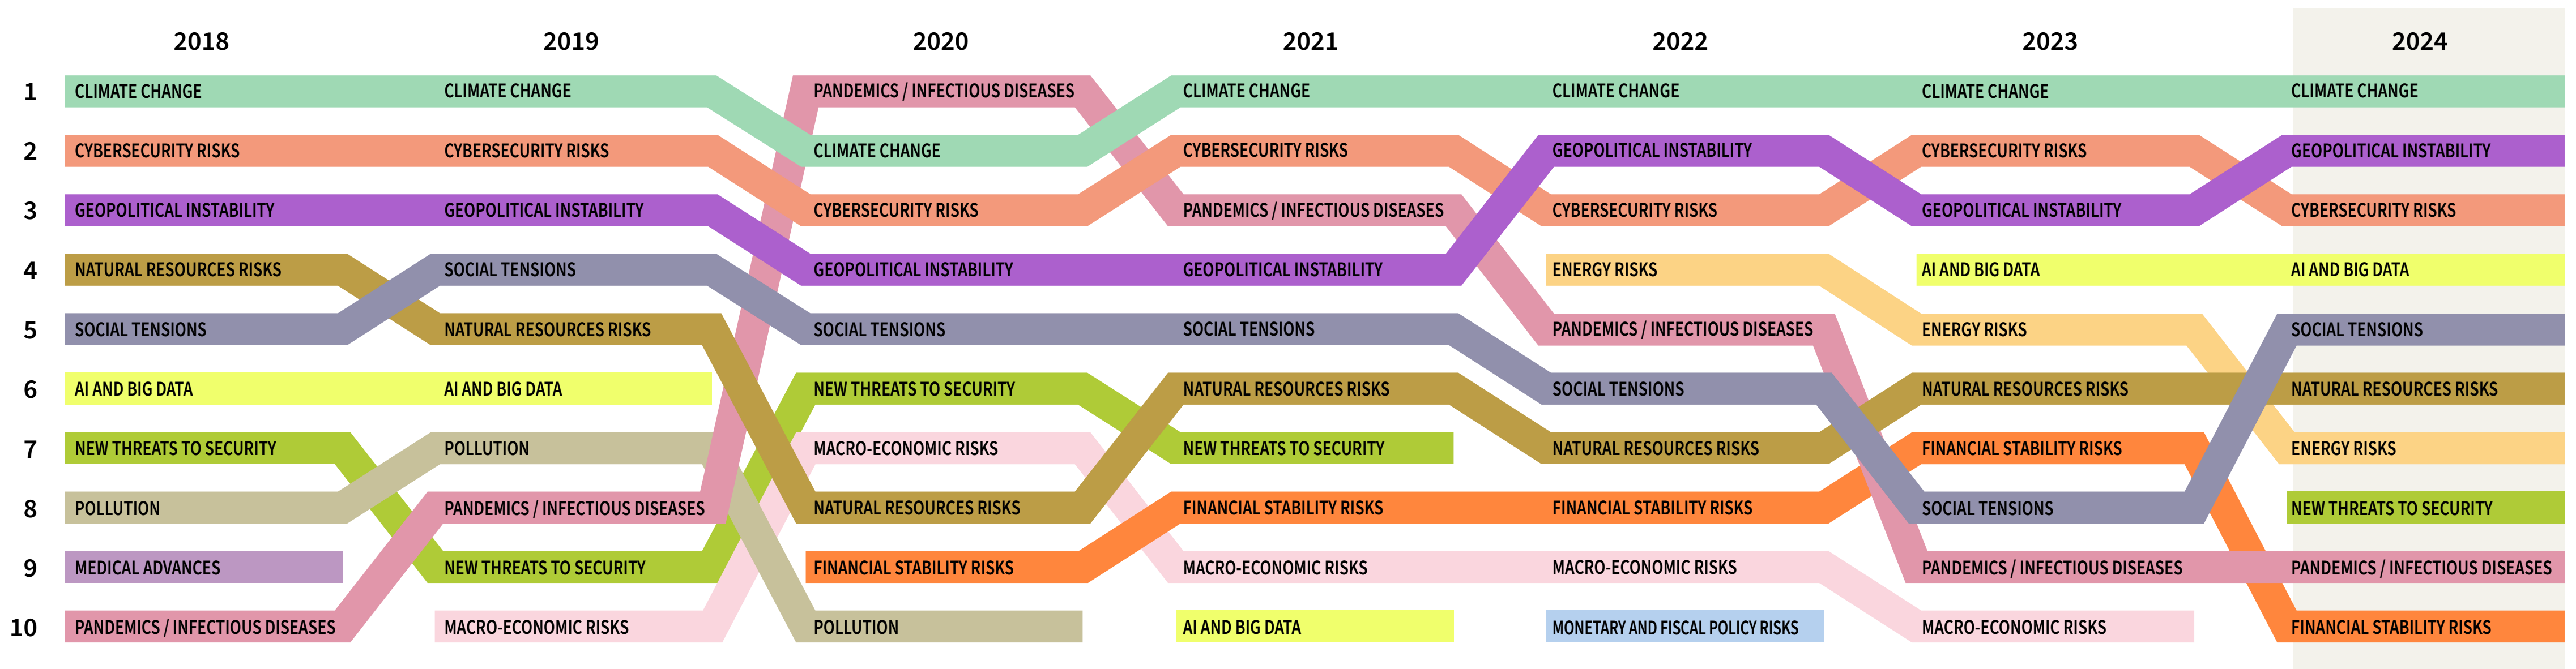 2018 2019 2020 2021 2022 2023 2024
1 CLIMATE CHANGE CLIMATE CHANGE PANDEMICS / INFECTIOUS DISEASES CLIMATE CHANGE CLIMATE CHANGE CLIMATE CHANGE CLIMATE CHANGE
2 CYBERSECURITY RISKS CYBERSECURITY RISKS CLIMATE CHANGE CYBERSECURITY RISKS GEOPOLITICAL INSTABILITY CYBERSECURITY RISKS GEOPOLITICAL INSTABILITY
3 GEOPOLITICAL INSTABILITY GEOPOLITICAL INSTABILITY CYBERSECURITY RISKS PANDEMICS / INFECTIOUS DISEASES CYBERSECURITY RISKS GEOPOLITICAL INSTABILITY CYBERSECURITY RISKS
4 NATURAL RESOURCES RISKS SOCIAL TENSIONS GEOPOLITICAL INSTABILITY GEOPOLITICAL INSTABILITY ENERGY RISKS AI AND BIG DATA AI AND BIG DATA
5 SOCIAL TENSIONS NATURAL RESOURCES RISKS SOCIAL TENSIONS SOCIAL TENSIONS PANDEMICS / INFECTIOUS DISEASES ENERGY RISKS SOCIAL TENSIONS
6 AI AND BIG DATA AI AND BIG DATA NEW THREATS TO SECURITY NATURAL RESOURCES RISKS SOCIAL TENSIONS NATURAL RESOURCES RISKS NATURAL RESOURCES RISKS
7 NEW THREATS TO SECURITY POLLUTION MACRO-ECONOMIC RISKS NEW THREATS TO SECURITY NATURAL RESOURCES RISKS FINANCIAL STABILITY RISKS ENERGY RISKS
8 POLLUTION PANDEMICS / INFECTIOUS DISEASES NATURAL RESOURCES RISKS FINANCIAL STABILITY RISKS FINANCIAL STABILITY RISKS SOCIAL TENSIONS NEW THREATS TO SECURITY
9 MEDICAL ADVANCES NEW THREATS TO SECURITY FINANCIAL STABILITY RISKS MACRO-ECONOMIC RISKS MACRO-ECONOMIC RISKS PANDEMICS / INFECTIOUS DISEASES PANDEMICS / INFECTIOUS DISEASES
10 PANDEMICS / INFECTIOUS DISEASES MACRO-ECONOMIC RISKS POLLUTION AI AND BIG DATA MONETARY AND FISCAL POLICY RISKS MACRO-ECONOMIC RISKS FINANCIAL STABILITY RISKS